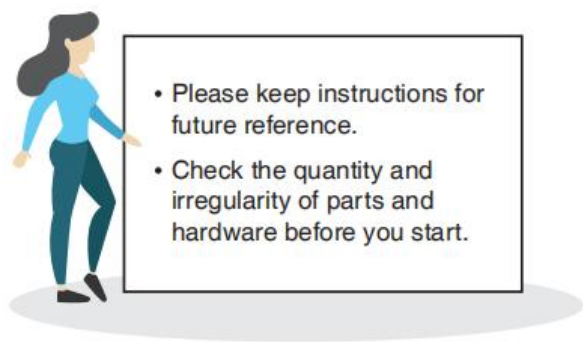 • Please keep instructions for
future reference.
• Check the quantity and
irregularity of parts and
hardware before you start.